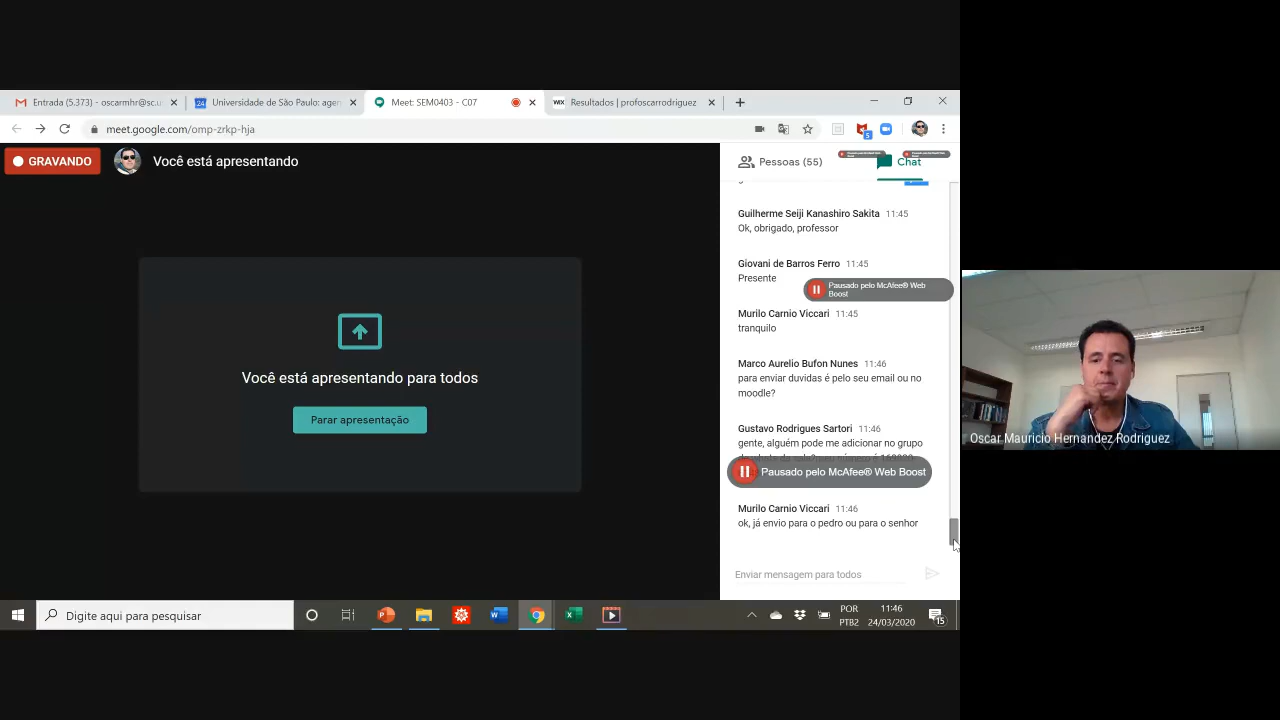 Entrada (5.373) - oscarmhr@sc.u
Universidade de São Paulo: agen
Meet: SEM0403 - C07
WIX
Resultados | profoscarrodriguez
meet.google.com/omp-zrkp-hja
GRAVANDO
Você está apresentando
Pessoas (55)
Chat
Guilherme Seiji Kanashiro Sakita 11:45
Ok, obrigado, professor
Giovani de Barros Ferro 11:45
Presente
Pausado pelo McAfee® Web
Boost
Murilo Carnio Viccari 11:45
tranquilo
Marco Aurelio Bufon Nunes 11:46
para enviar duvidas é pelo seu email ou no
moodle?
Gustavo Rodrigues Sartori 11:46
gente, alguém pode me adicionar no grupo
Pausado pelo McAfee® Web Boost
Murilo Carnio Viccari 11:46
ok, já envio para o pedro ou para o senhor
Enviar mensagem para todos
Você está apresentando para todos
Parar apresentação
Oscar Mauricio Hernandez Rodriguez
Digite aqui para pesquisar
POR
PTB2
11:46
24/03/2020
15